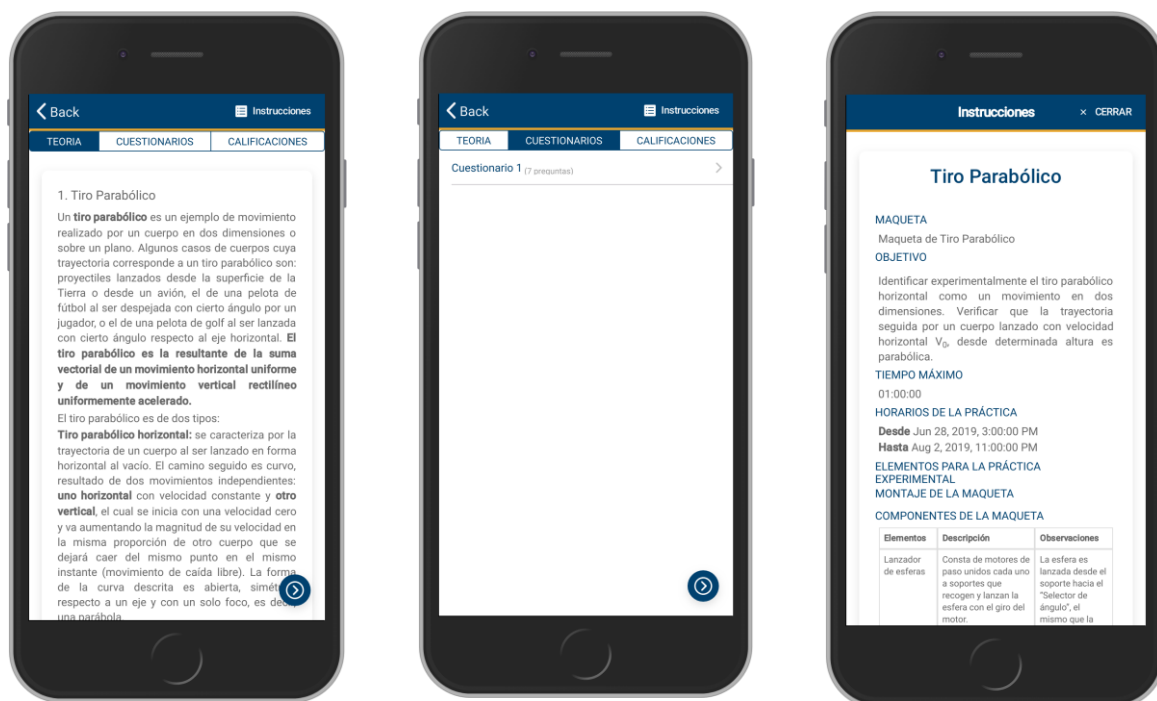 Back
Instrucciones
TEORIA
CUESTIONARIOS
CALIFICACIONES
1. Tiro Parabólico
Un tiro parabólico es un ejemplo de movimiento
realizado por un cuerpo en dos dimensiones o
sobre un plano. Algunos casos de cuerpos cuya
trayectoria corresponde a un tiro parabólico son:
proyectiles lanzados desde la superficie de la
Tierra o desde un avión, el de una pelota de
fútbol al ser despejada con cierto ángulo por un
jugador, o el de una pelota de golf al ser lanzada
con cierto ángulo respecto al eje horizontal. El
tiro parabólico es la resultante de la suma
vectorial de un movimiento horizontal uniforme
y de un movimiento vertical rectilíneo
uniformemente acelerado.
El tiro parabólico es de dos tipos:
Tiro parabólico horizontal: se caracteriza por la
trayectoria de un cuerpo al ser lanzado en forma
horizontal al vacío. El camino seguido es curvo,
resultado de dos movimientos independientes:
uno horizontal con velocidad constante y otro
vertical, el cual se inicia con una velocidad cero
y va aumentando la magnitud de su velocidad en
la misma proporción de otro cuerpo que se
dejará caer del mismo punto en el mismo
instante (movimiento de caída libre). La forma
de la curva descrita es abierta,
respecto a un eje y con un solo foco, es
una parábola.
Back
Instrucciones
TEORIA
CUESTIONARIOS
CALIFICACIONES
Cuestionario 1 (7 preguntas)
Instrucciones
× CERRAR
Tiro Parabólico
MAQUETA
Maqueta de Tiro Parabólico
OBJETIVO
Identificar experimentalmente el tiro parabólico
horizontal como un movimiento en dos
dimensiones. Verificar que la trayectoria
seguida por un cuerpo lanzado con velocidad
horizontal V₀, desde determinada altura es
parabólica.
TIEMPO MÁXIMO
01:00:00
HORARIOS DE LA PRÁCTICA
Desde Jun 28, 2019, 3:00:00 PM
Hasta Aug 2, 2019, 11:00:00 PM
ELEMENTOS PARA LA PRÁCTICA
EXPERIMENTAL
MONTAJE DE LA MAQUETA
COMPONENTES DE LA MAQUETA
Elementos
Descripción
Observaciones
Lanzador
de esferas
Consta de motores de
paso unidos cada uno
a soportes que
recogen y lanzan la
esfera con el giro del
motor.
La esfera es
lanzada desde el
soporte hacia el
"Selector de
ángulo", el
mismo que la